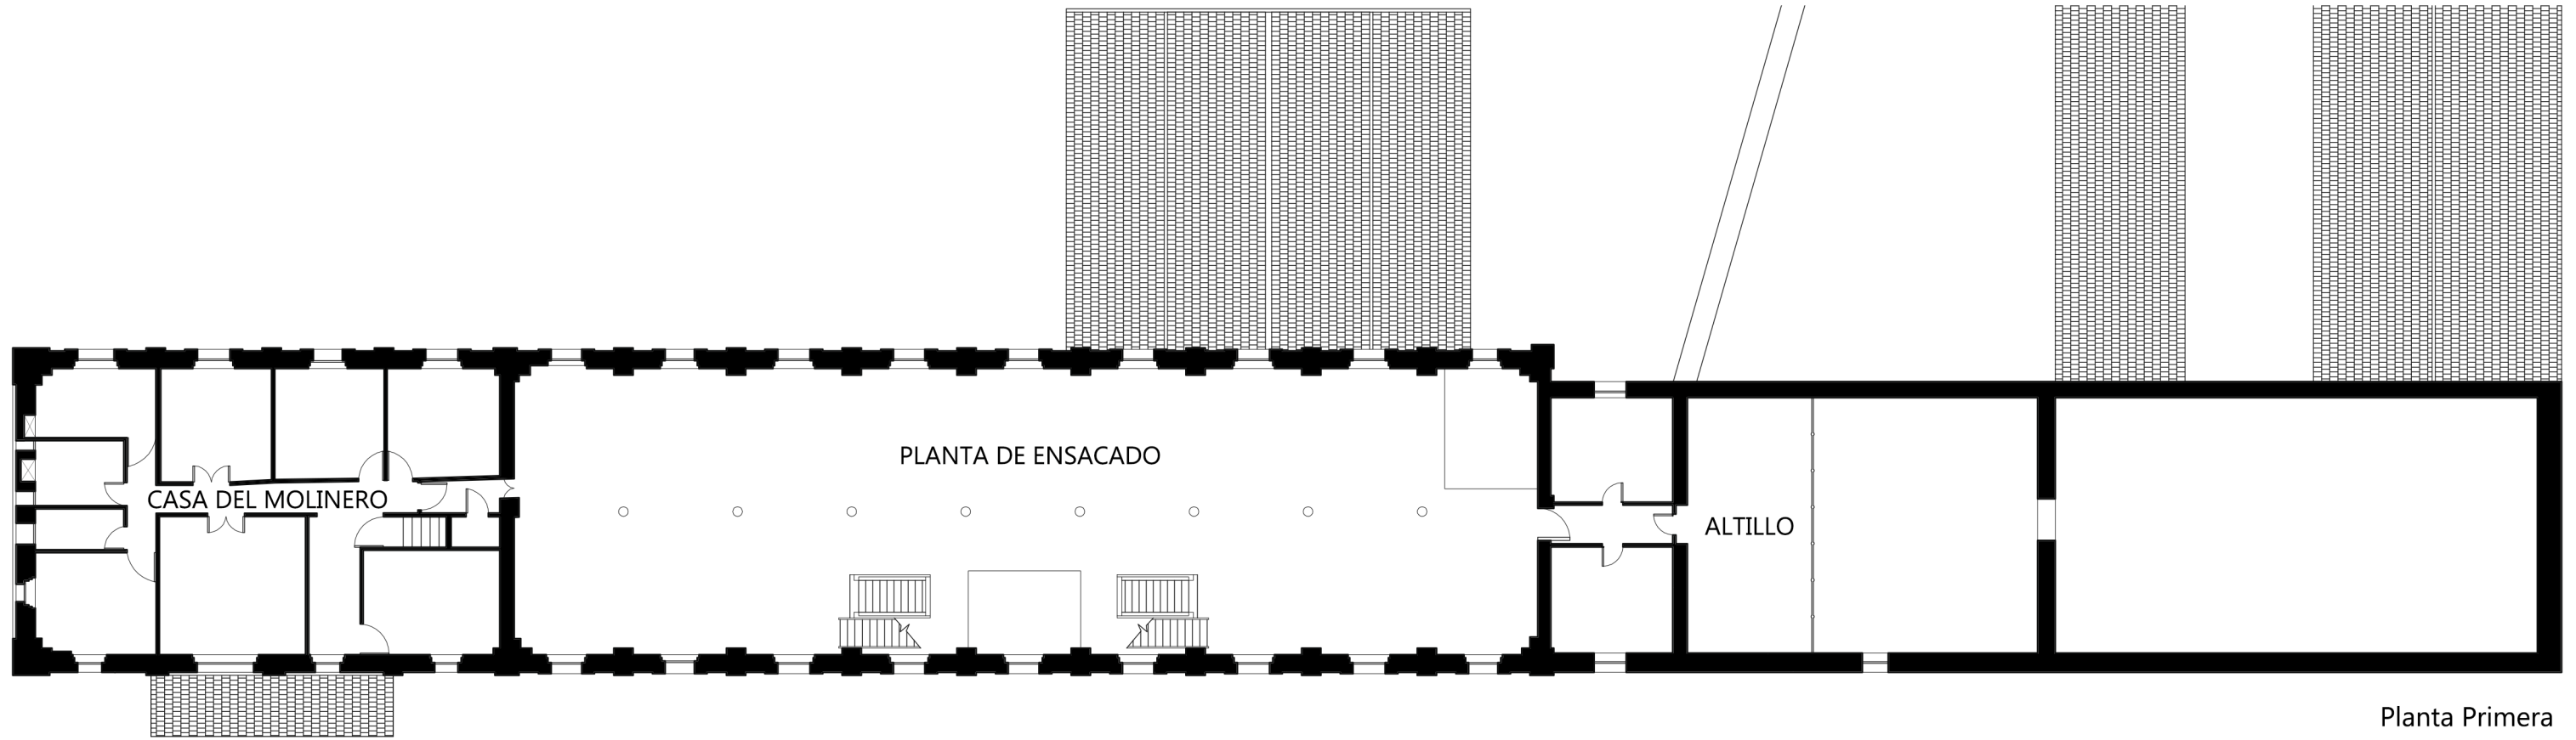 PLANTA DE ENSACADO
CASA DEL MOLINERO
ALTILLO
Planta Primera